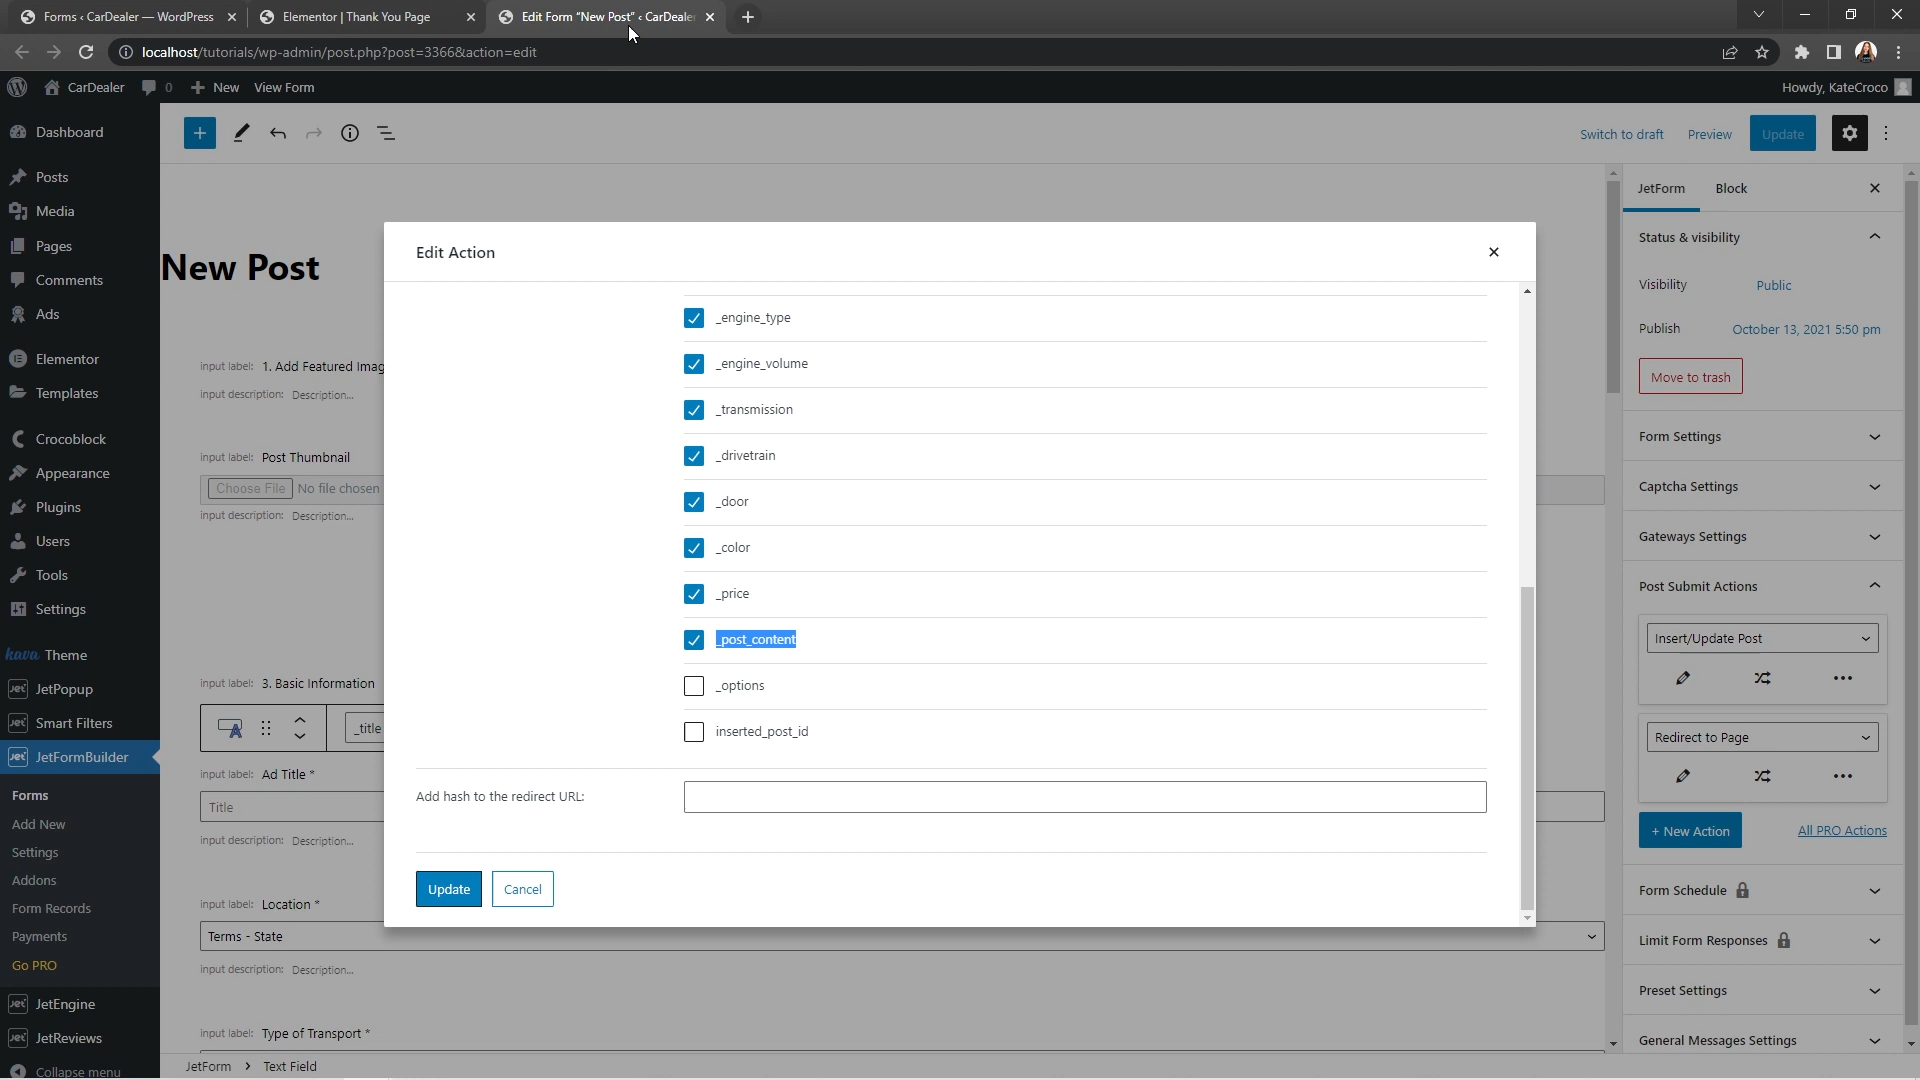 Forms ‹ CarDealer — WordPress
Elementor | Thank You Page
Edit Form “New Post” ‹ CarDealer
localhost/tutorials/wp-admin/post.php?post=3366&action=edit
CarDealer
0
New
View Form
Howdy, KateCroco
Dashboard
Posts
Media
Pages
Comments
Ads
Elementor
Templates
Crocoblock
Appearance
Plugins
Users
Tools
Settings
kava Theme
Jet JetPopup
Jet Smart Filters
Jet JetFormBuilder
Forms
Add New
Settings
Addons
Form Records
Payments
Go PRO
Jet JetEngine
Jet JetReviews
Collapse menu
Switch to draft
Preview
Update
New Post
input label: 1. Add Featured Imag
input description: Description...
input label: Post Thumbnail
Choose File No file chosen
input description: Description...
input label: 3. Basic Information
_title
input label: Ad Title *
Title
input description: Description...
input label: Location *
Terms - State
input description: Description...
input label: Type of Transport *
JetForm > Text Field
Edit Action
_engine_type
_engine_volume
_transmission
_drivetrain
_door
_color
_price
_post_content
_options
inserted_post_id
Add hash to the redirect URL:
Update
Cancel
JetForm
Block
Status & visibility
Visibility
Public
Publish
October 13, 2021 5:50 pm
Move to trash
Form Settings
Captcha Settings
Gateways Settings
Post Submit Actions
Insert/Update Post
Redirect to Page
+ New Action
All PRO Actions
Form Schedule
Limit Form Responses
Preset Settings
General Messages Settings